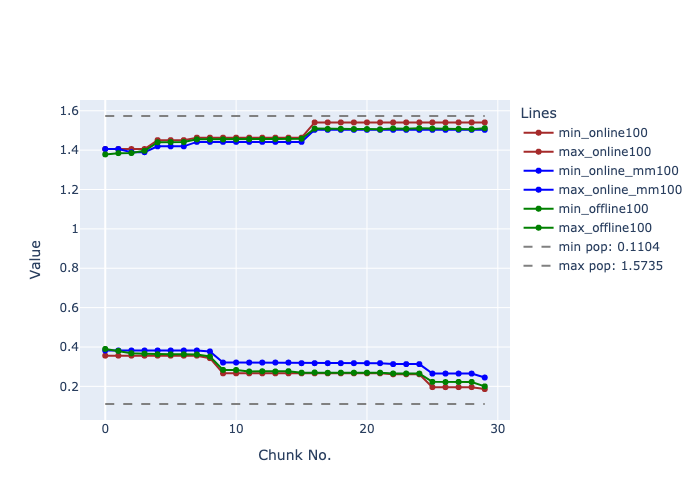 1.6
1.4
1.2
1
0.8
0.6
0.4
0.2
Value
0
10
20
30
Chunk No.
Lines
min_online100
max_online100
min_online_mm100
max_online_mm100
min_offline100
max_offline100
min pop: 0.1104
max pop: 1.5735